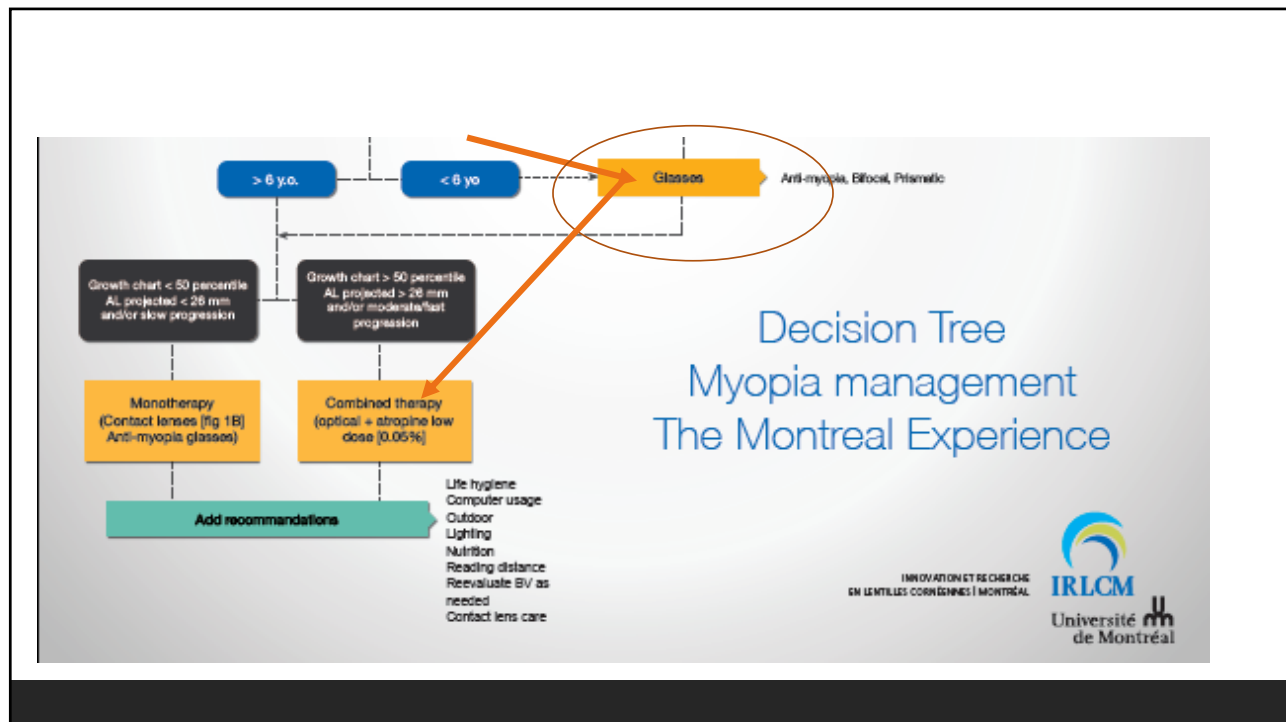 > 6 y.o.
< 6 yo
Glasses
Anti-myopia, Bifocal, Prismatic
Growth chart < 50 percentile
AL projected < 26 mm
and/or slow progression
Growth chart > 50 percentile
AL projected > 26 mm
and/or moderate/fast
progression
Monotherapy
(Contact lenses [fig 1B]
Anti-myopia glasses)
Combined therapy
(optical + atropine low
dose [0.05%]
Add recommandations
Life hygiene
Computer usage
Outdoor
Lighting
Nutrition
Reading distance
Reevaluate BV as
needed
Contact lens care
Decision Tree
Myopia management
The Montreal Experience
INNOVATION ET RECHERCHE
EN LENTILLES CORNÉENNES | MONTRÉAL
IRLCM
Université
de Montréal